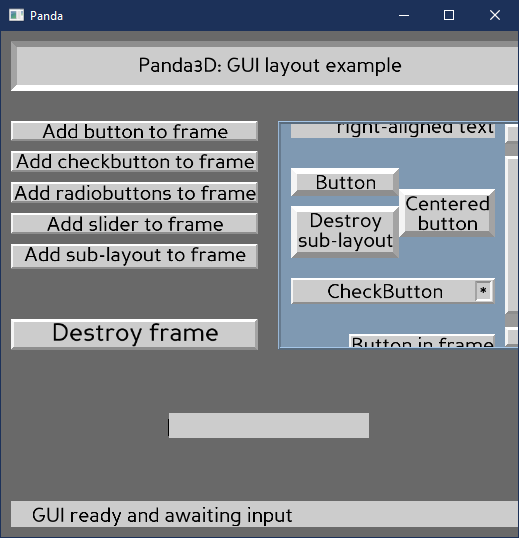 Panda
Panda3D: GUI layout example
Add button to frame
Add checkbutton to frame
Add radiobuttons to frame
Add slider to frame
Add sub-layout to frame
Destroy frame
right-aligned text
Button
Destroy
sub-layout
Centered
button
CheckButton *
Button in frame
GUI ready and awaiting input